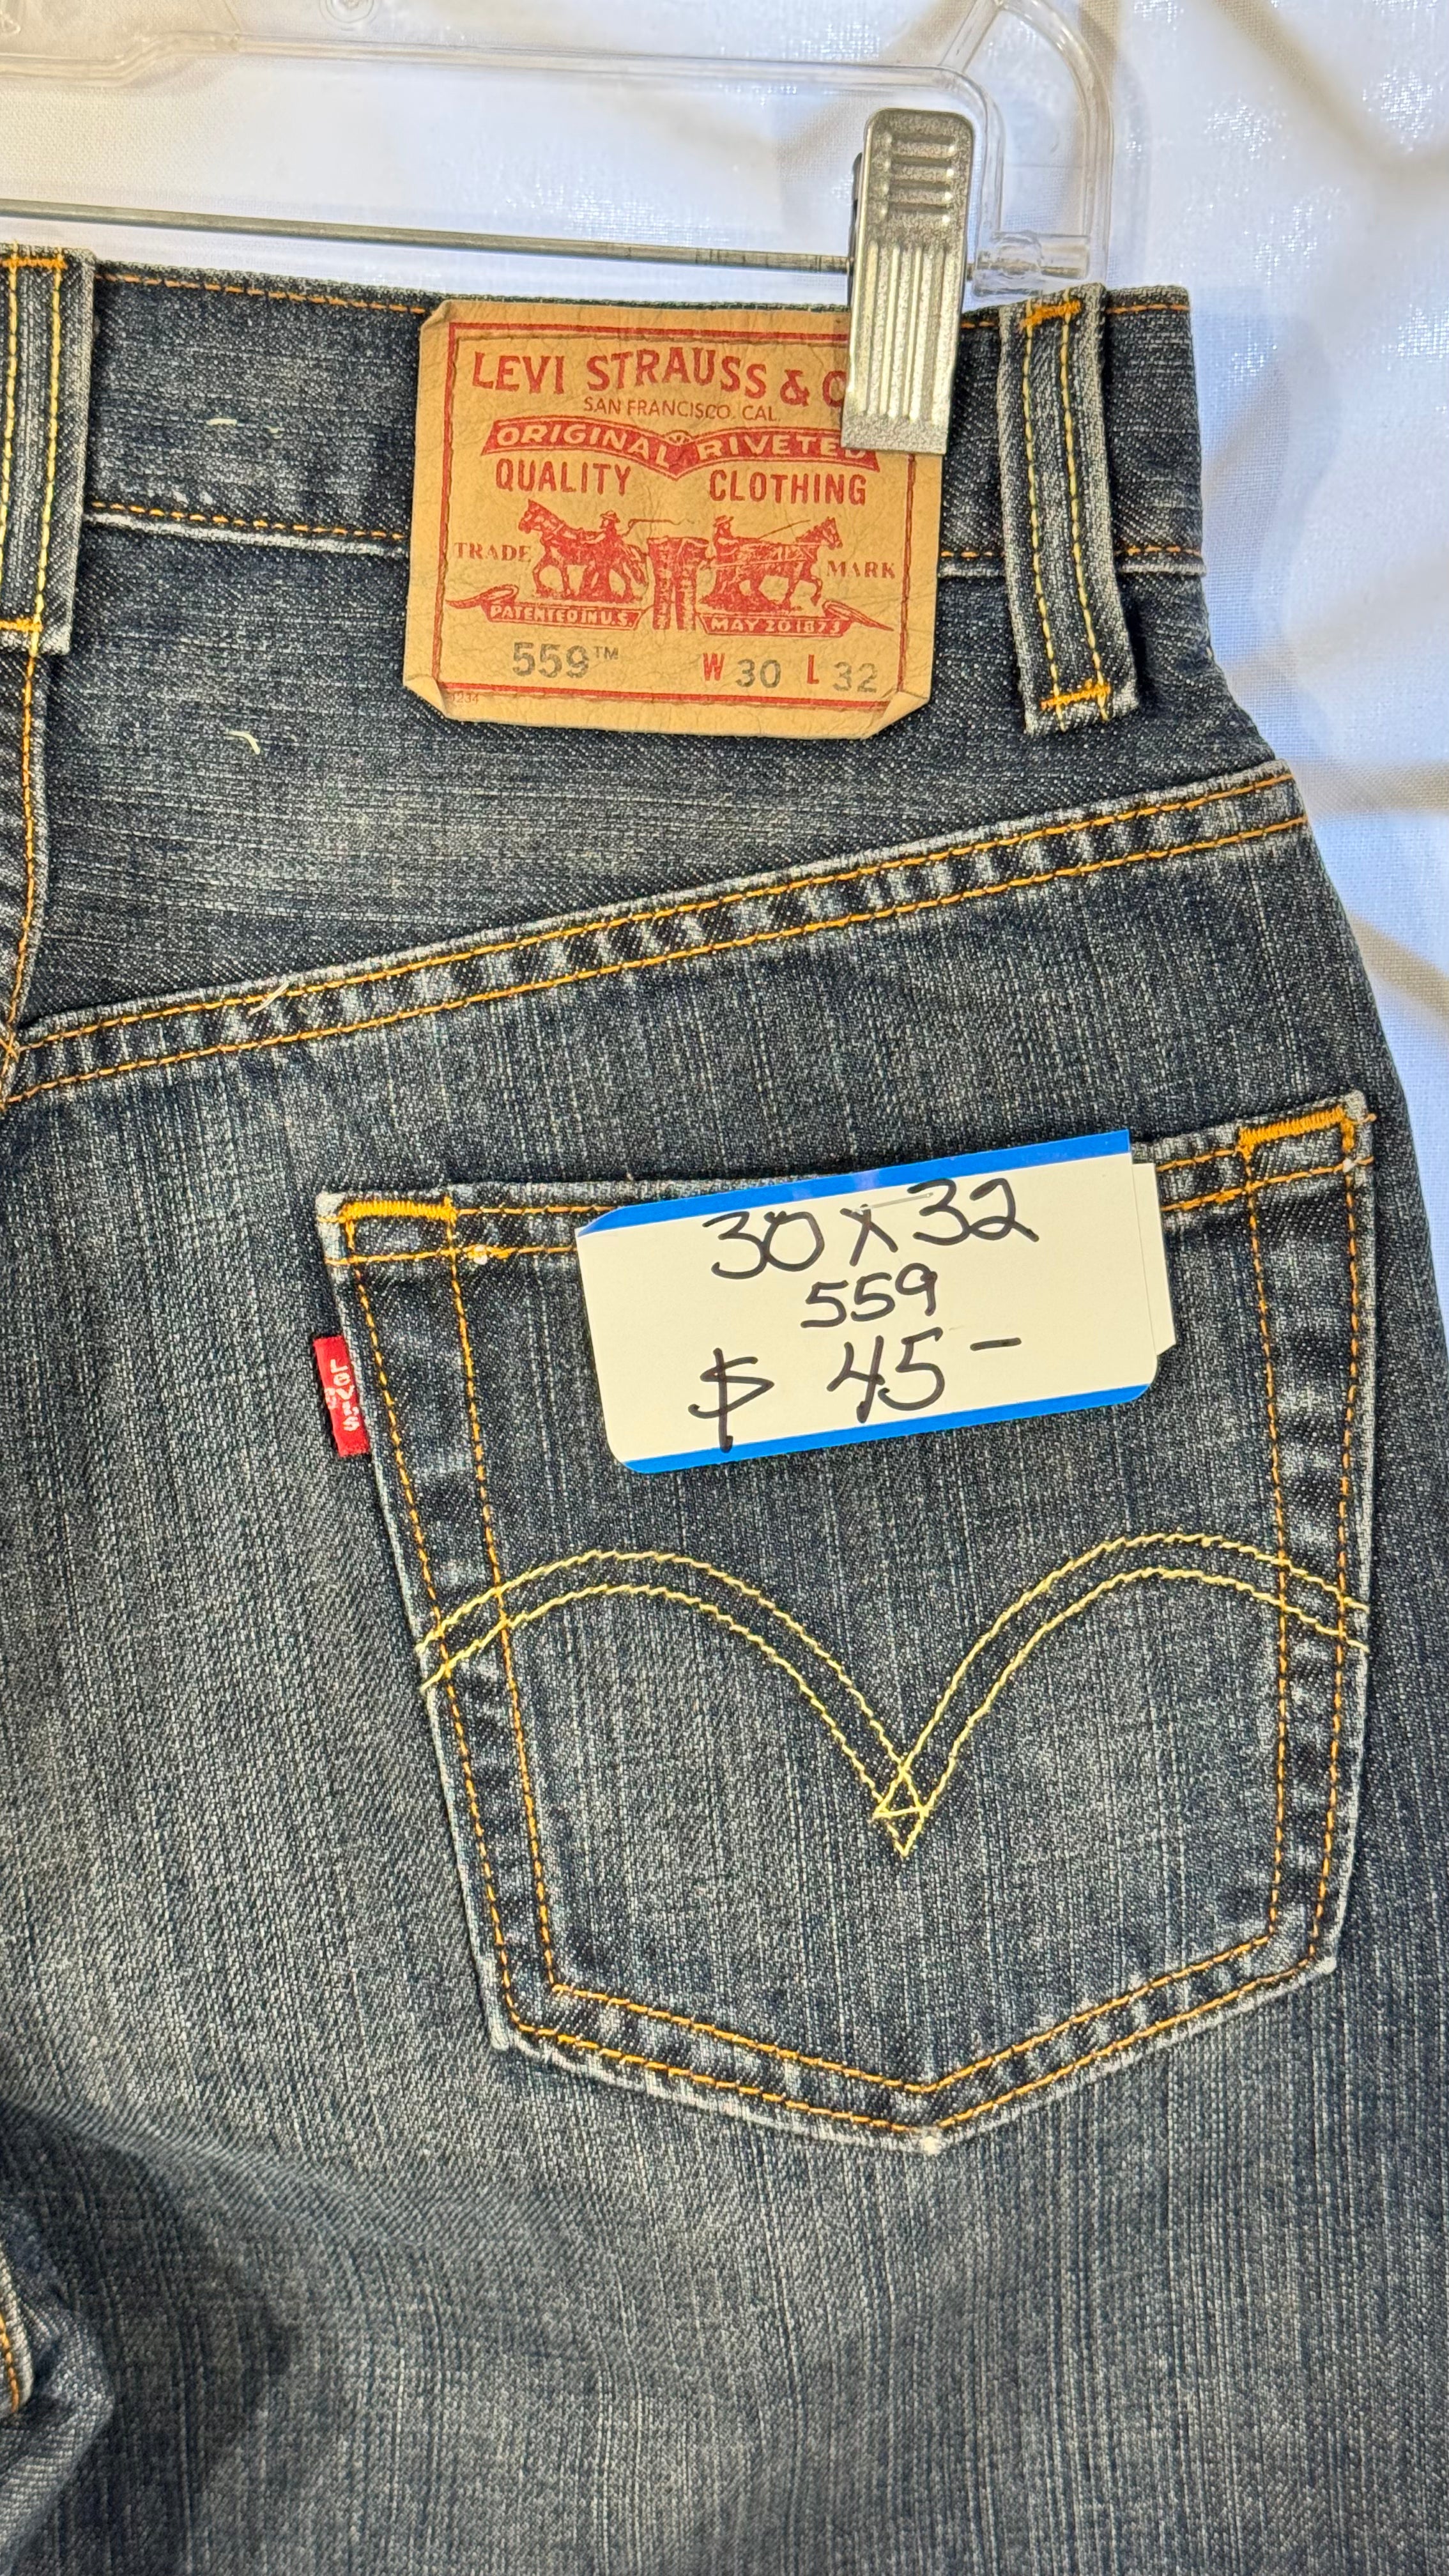 LEVI STRAUSS & C
SAN FRANCISCO. CAL
ORIGINAL RIVETED
QUALITY CLOTHING
TRADE MARK
PATENTED IN U.S. MAY 20 1873
559™ W 30 L 32
30 x 32
559
$ 45-
Levi's